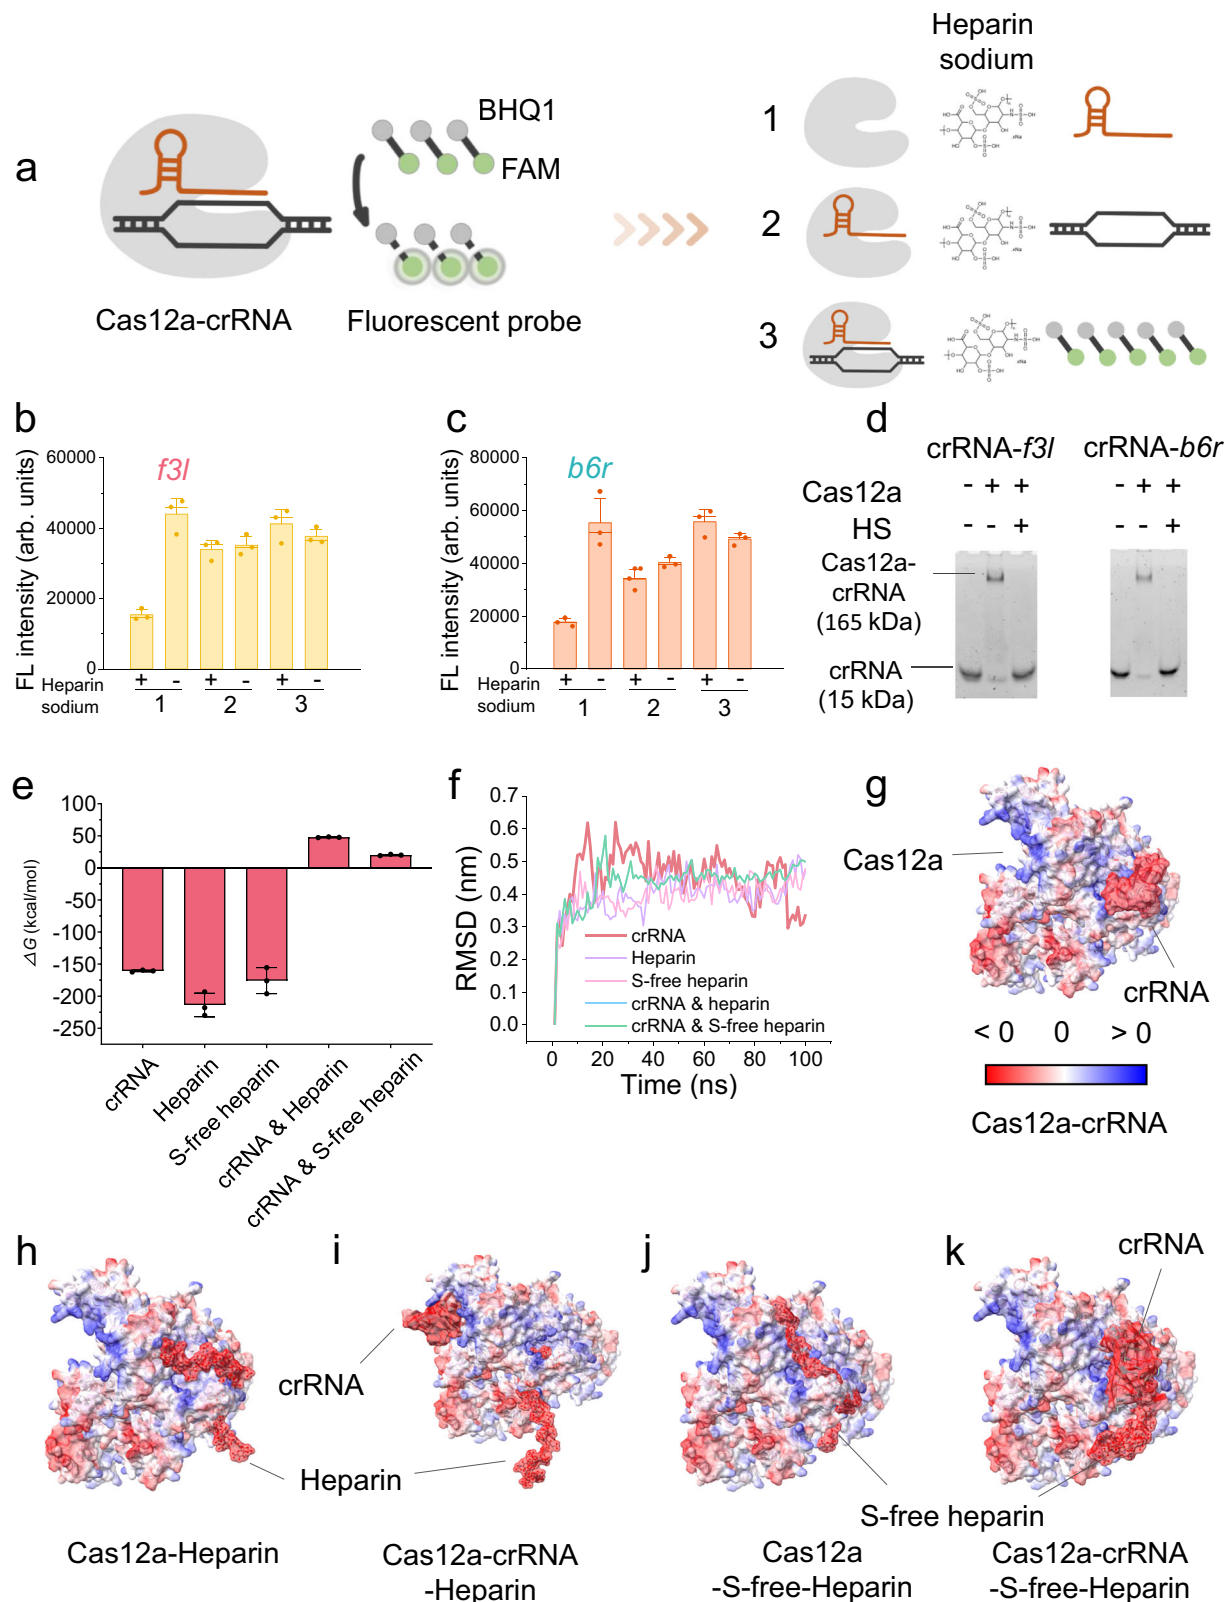 a
BHQ1
FAM
Cas12a-crRNA
Fluorescent probe
Heparin
sodium
1
2
3
b
f3l
FL intensity (arb. units)
60000
40000
20000
0
Heparin
sodium
+ - + - + -
1 2 3
c
b6r
FL intensity (arb. units)
80000
60000
40000
20000
0
Heparin
sodium
+ - + - + -
1 2 3
d
crRNA-f3l crRNA-b6r
Cas12a - + + - + +
HS - - + - - +
Cas12a-
crRNA
(165 kDa)
crRNA
(15 kDa)
e
ΔG (kcal/mol)
100
50
0
-50
-100
-150
-200
-250
crRNA
Heparin
S-free heparin
crRNA & Heparin
crRNA & S-free heparin
f
RMSD (nm)
0.7
0.6
0.5
0.4
0.3
0.2
0.1
0.0
crRNA
Heparin
S-free heparin
crRNA & heparin
crRNA & S-free heparin
0 20 40 60 80 100
Time (ns)
g
Cas12a
crRNA
< 0 0 > 0
Cas12a-crRNA
h
i
j
k
crRNA
crRNA
Heparin
S-free heparin
Cas12a-Heparin
Cas12a-crRNA
-Heparin
Cas12a
-S-free-Heparin
Cas12a-crRNA
-S-free-Heparin